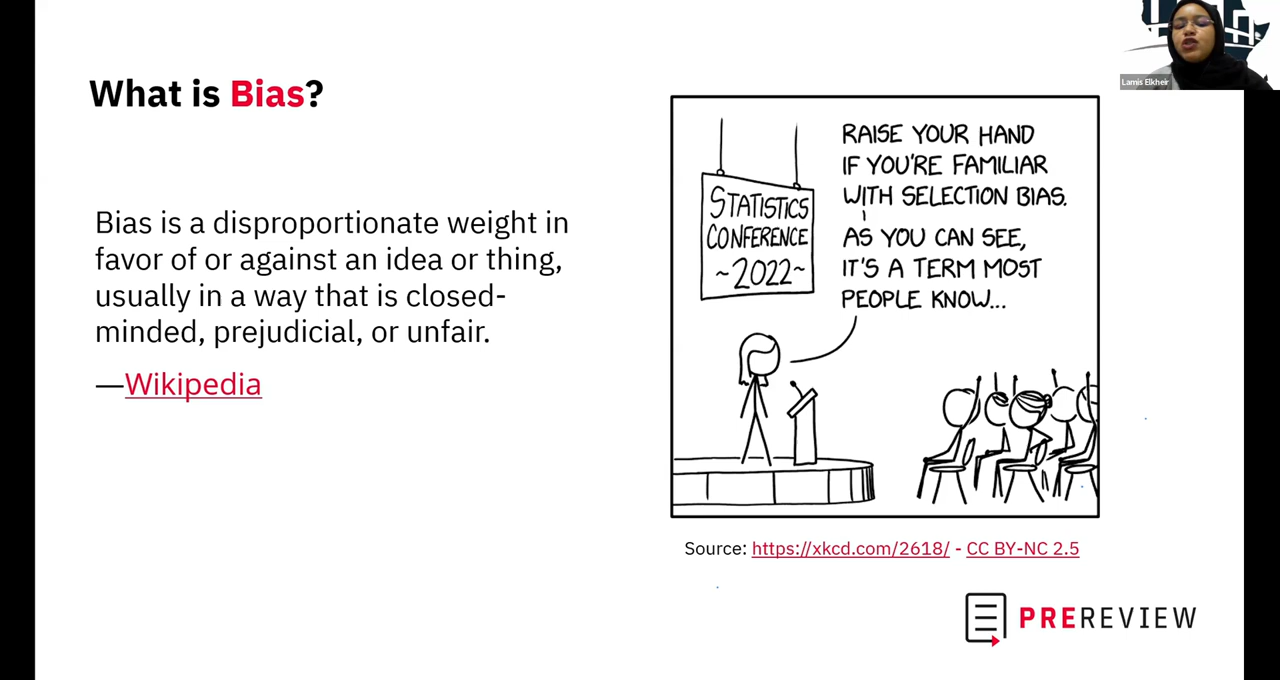 Lamis Elkheir
What is Bias?
Bias is a disproportionate weight in
favor of or against an idea or thing,
usually in a way that is closed-
minded, prejudicial, or unfair.
—Wikipedia
STATISTICS
CONFERENCE
~2022~
RAISE YOUR HAND
IF YOU'RE FAMILIAR
WITH SELECTION BIAS.
AS YOU CAN SEE,
IT'S A TERM MOST
PEOPLE KNOW...
Source: https://xkcd.com/2618/ - CC BY-NC 2.5
PREREVIEW